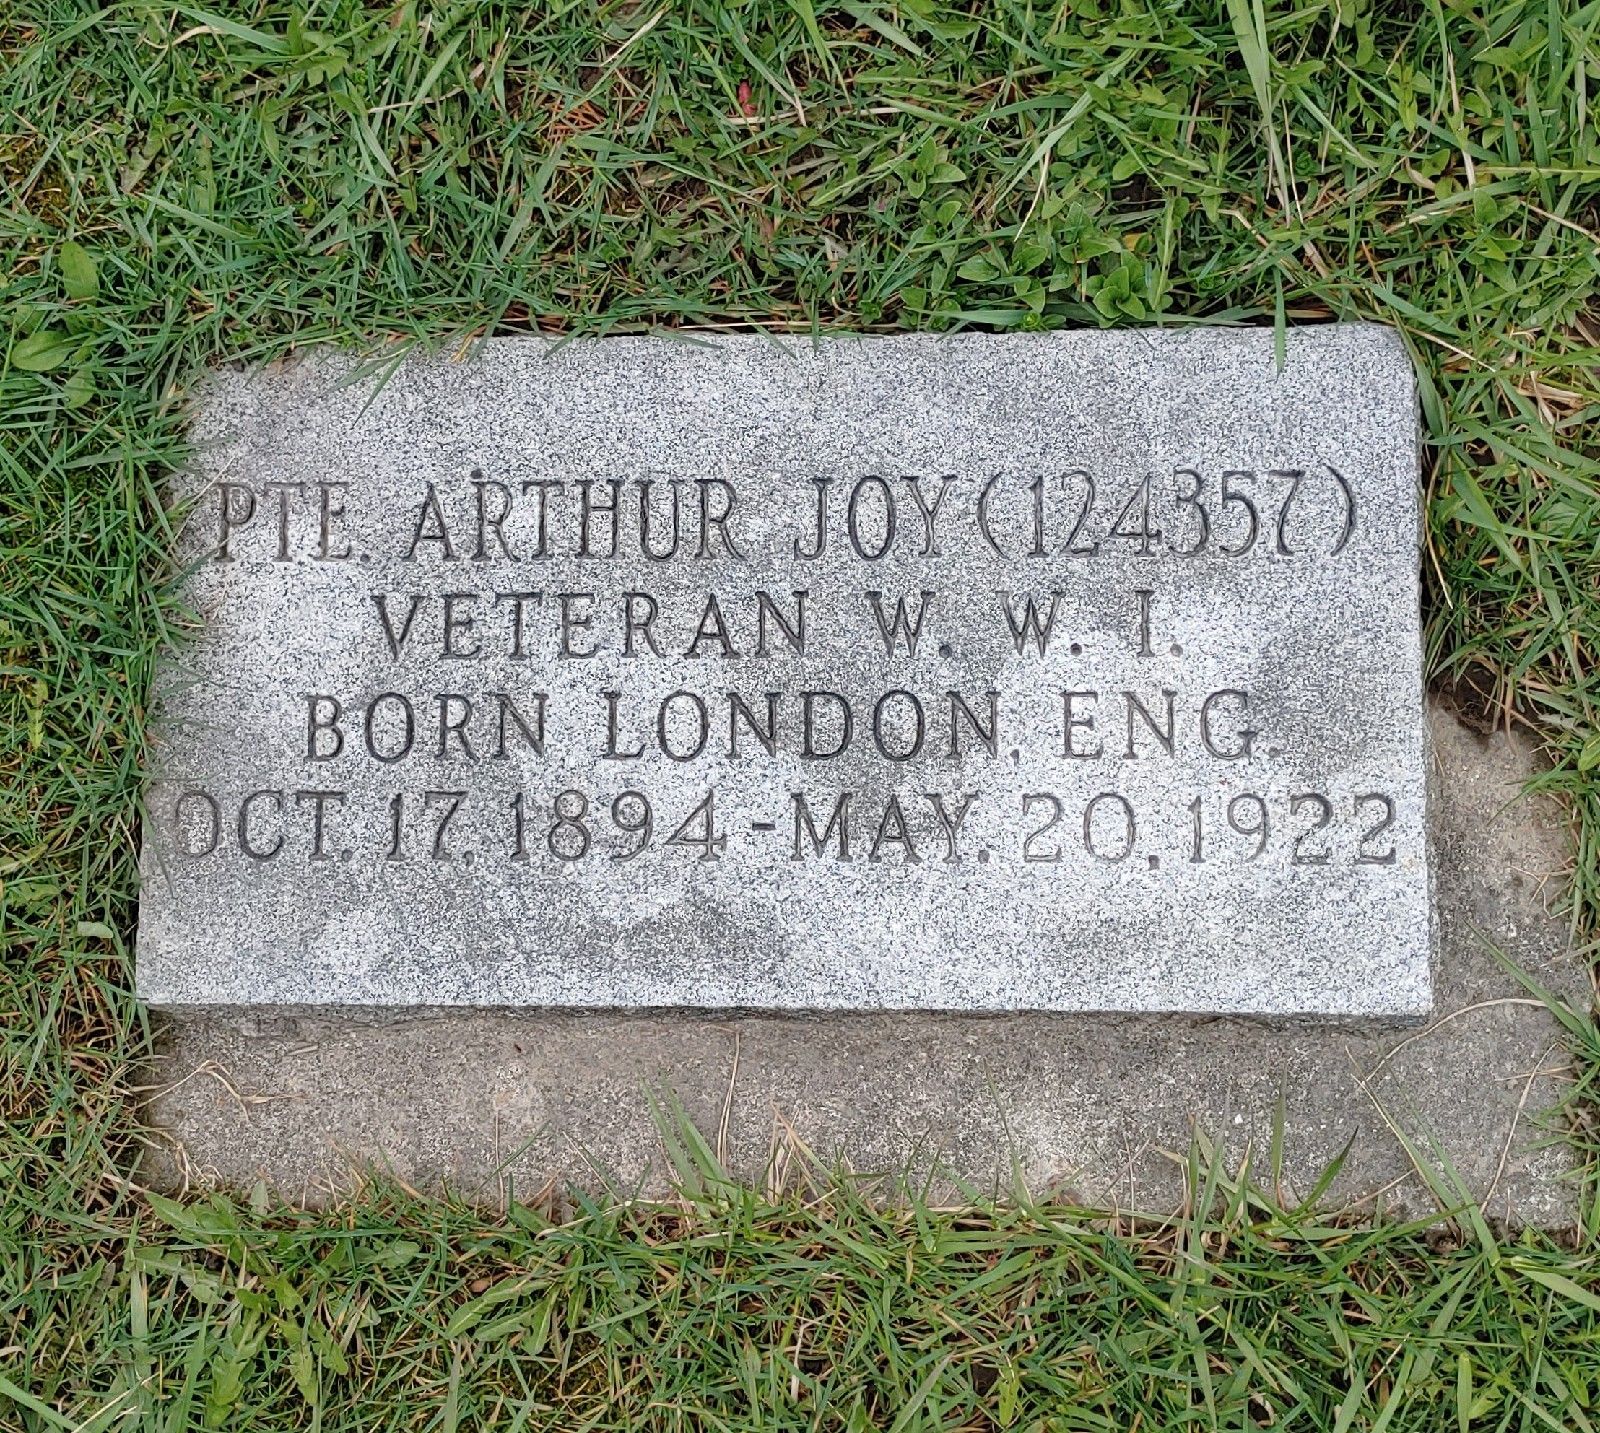 PTE. ARTHUR JOY (124357)
VETERAN W. W. I.
BORN LONDON, ENG.
OCT. 17, 1894 - MAY. 20, 1922